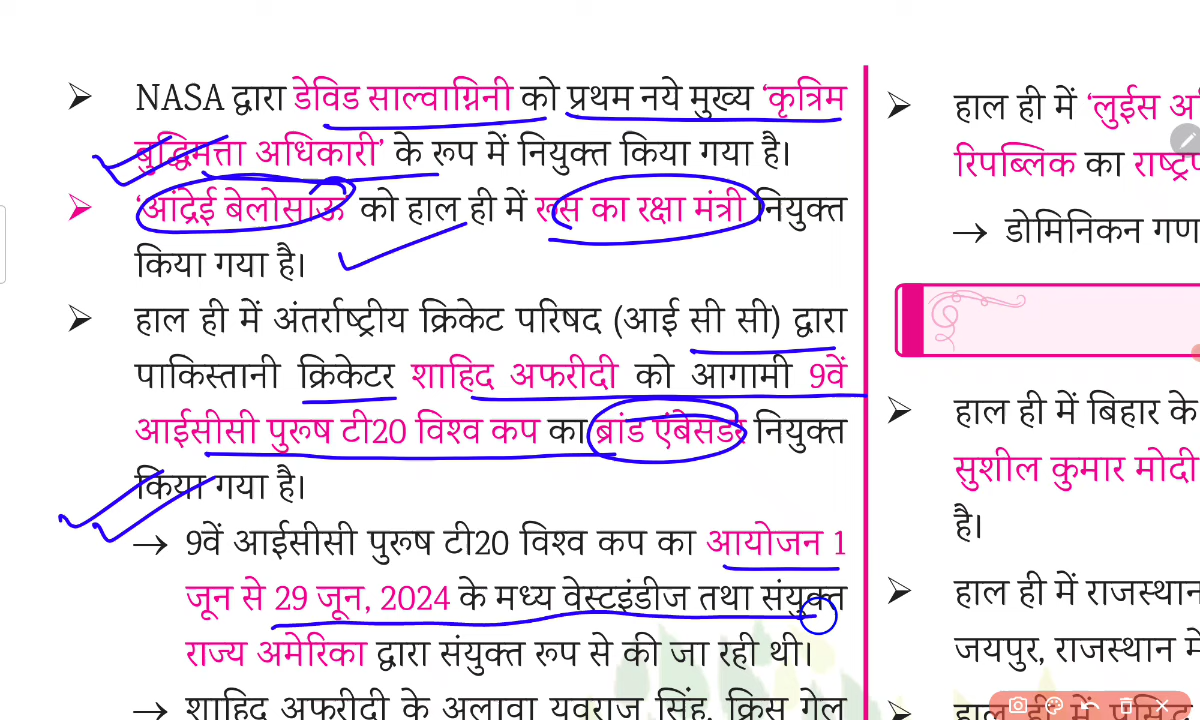 NASA द्वारा डेविड साल्वाग्निनी को प्रथम नये मुख्य ‘कृत्रिम
बुद्धिमत्ता अधिकारी’ के रूप में नियुक्त किया गया है।
‘आंद्रेई बेलोसाऊ’ को हाल ही में रूस का रक्षा मंत्री नियुक्त
किया गया है।
हाल ही में अंतर्राष्ट्रीय क्रिकेट परिषद (आई सी सी) द्वारा
पाकिस्तानी क्रिकेटर शाहिद अफरीदी को आगामी 9वें
आईसीसी पुरुष टी20 विश्व कप का ब्रांड एंबेसडर नियुक्त
किया गया है।
→ 9वें आईसीसी पुरूष टी20 विश्व कप का आयोजन 1
जून से 29 जून, 2024 के मध्य वेस्टइंडीज तथा संयुक्त
राज्य अमेरिका द्वारा संयुक्त रूप से की जा रही थी।
→ शाहिद अफरीदी के अलावा युवराज सिंह, क्रिस गेल
हाल ही में ‘लुईस
रिपब्लिक का
→ डोमिनिकन
हाल ही में बिहार के
सुशील कुमार मोदी
है।
हाल ही में
जयपुर, राजस्थान में
हाल ही में